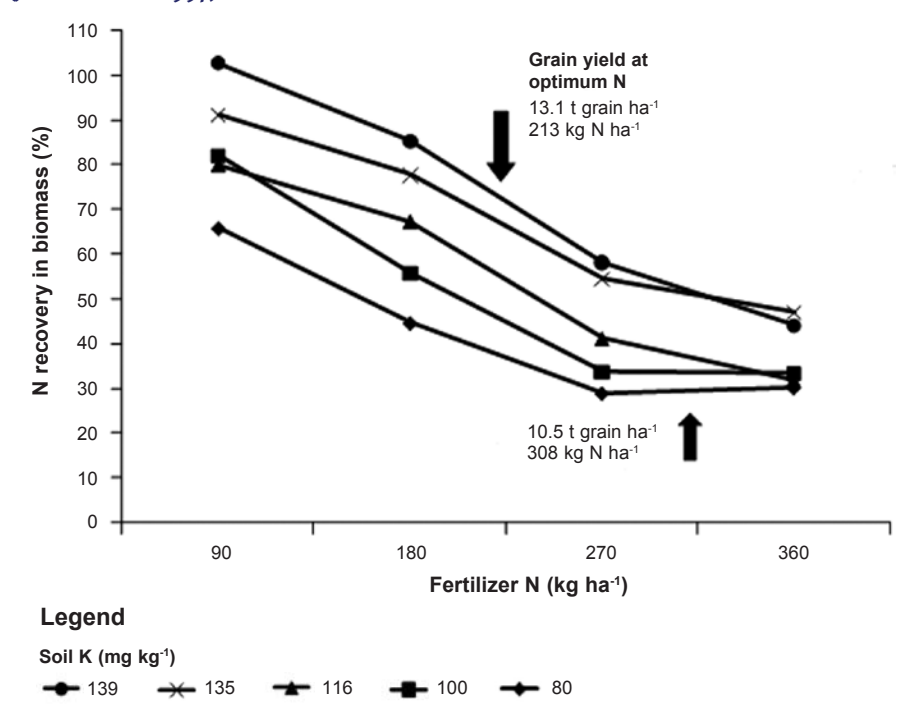 110
100
90
80
70
60
50
40
30
20
10
0
N recovery in biomass (%)
Grain yield at
optimum N
13.1 t grain ha⁻¹
213 kg N ha⁻¹
10.5 t grain ha⁻¹
308 kg N ha⁻¹
90 180 270 360
Fertilizer N (kg ha⁻¹)
Legend
Soil K (mg kg⁻¹)
139 135 116 100 80